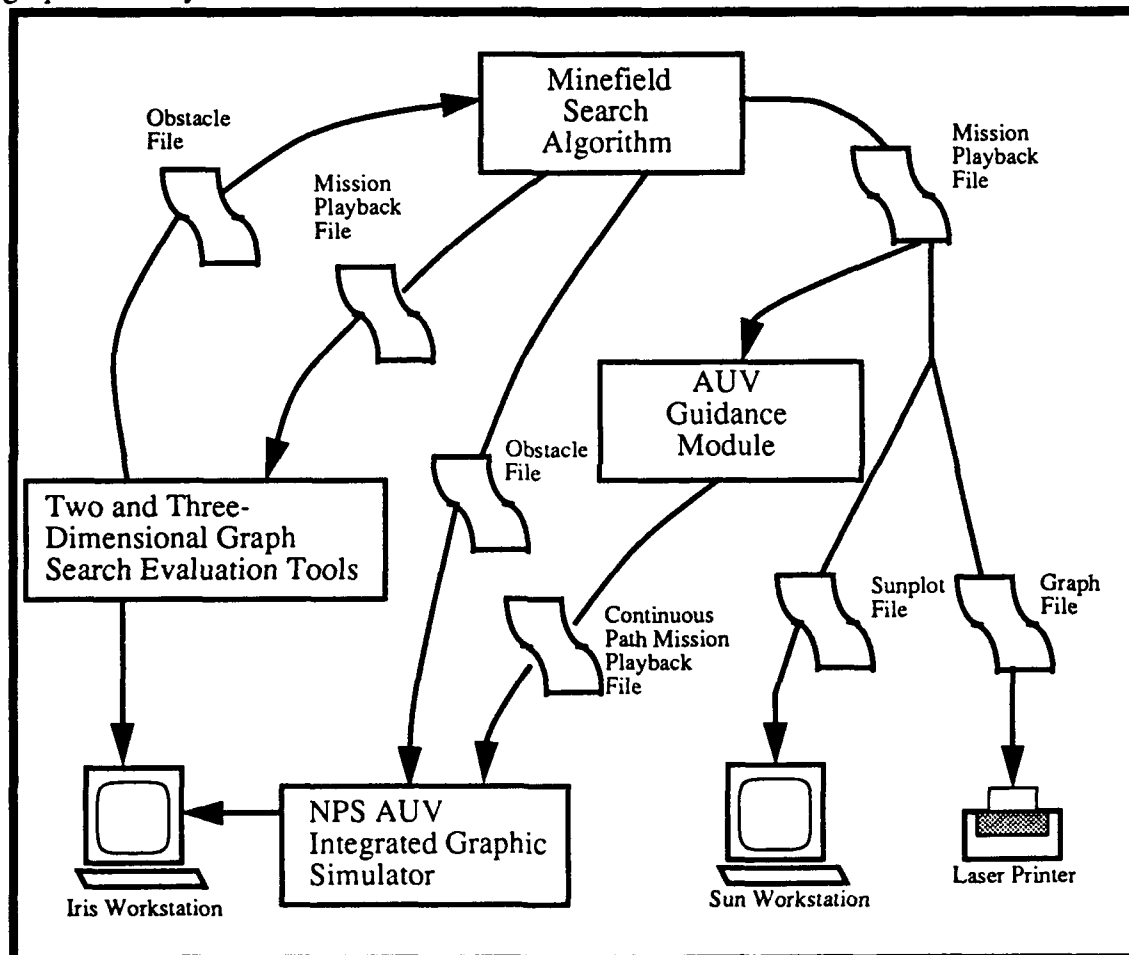 Minefield
Search
Algorithm
Obstacle
File
Mission
Playback
File
Mission
Playback
File
AUV
Guidance
Module
Obstacle
File
Two and Three-
Dimensional Graph
Search Evaluation Tools
Continuous
Path Mission
Playback
File
Sunplot
File
Graph
File
NPS AUV
Integrated Graphic
Simulator
Iris Workstation
Sun Workstation
Laser Printer